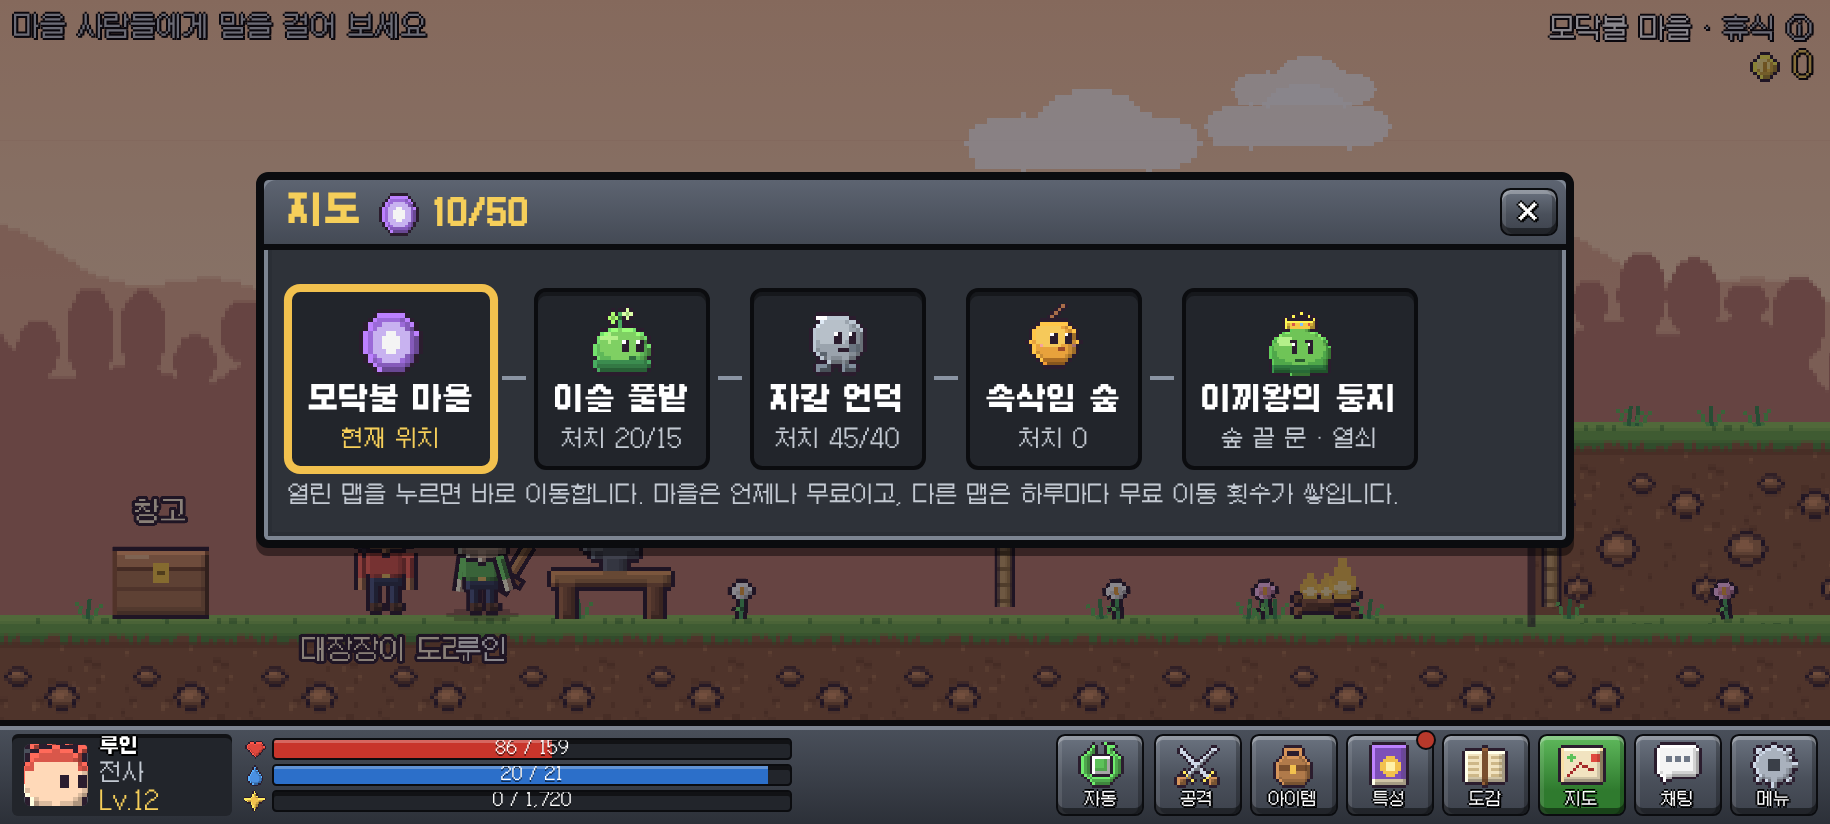 마을 사람들에게 말을 걸어 보세요
모닥불 마을 · 휴식 ①
0
지도 10/50
모닥불 마을
현재 위치
이슬 풀밭
처치 20/15
자갈 언덕
처치 45/40
속삭임 숲
처치 0
이끼왕의 둥지
숲 끝 문 · 열쇠
열린 맵을 누르면 바로 이동합니다. 마을은 언제나 무료이고, 다른 맵은 하루마다 무료 이동 횟수가 쌓입니다.
창고
대장장이
루인
루인
전사
Lv.12
86 / 159
20 / 21
0 / 1,720
자동
공격
아이템
특성
도감
지도
채팅
메뉴